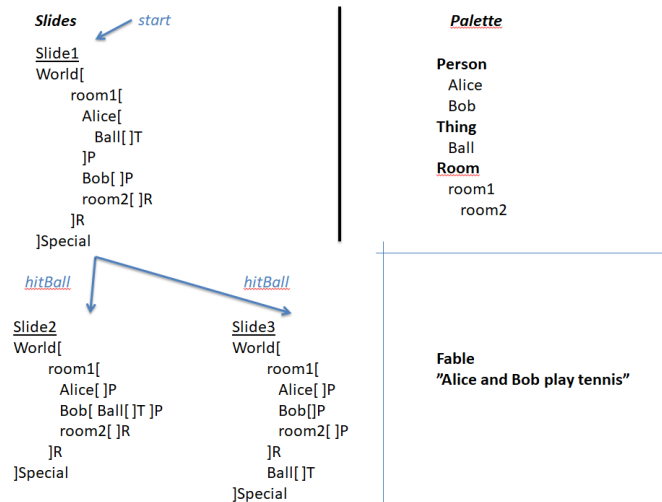 Slides
start
Slide1
World[
room1[
Alice[
Ball[ ]T
]P
Bob[ ]P
room2[ ]R
]R
]Special
Palette
Person
Alice
Bob
Thing
Ball
Room
room1
room2
hitBall
hitBall
Slide2
World[
room1[
Alice[ ]P
Bob[ Ball[ ]T ]P
room2[ ]R
]R
]Special
Slide3
World[
room1[
Alice[ ]P
Bob[]P
room2[ ]P
]R
Ball[ ]T
]Special
Fable
”Alice and Bob play tennis”